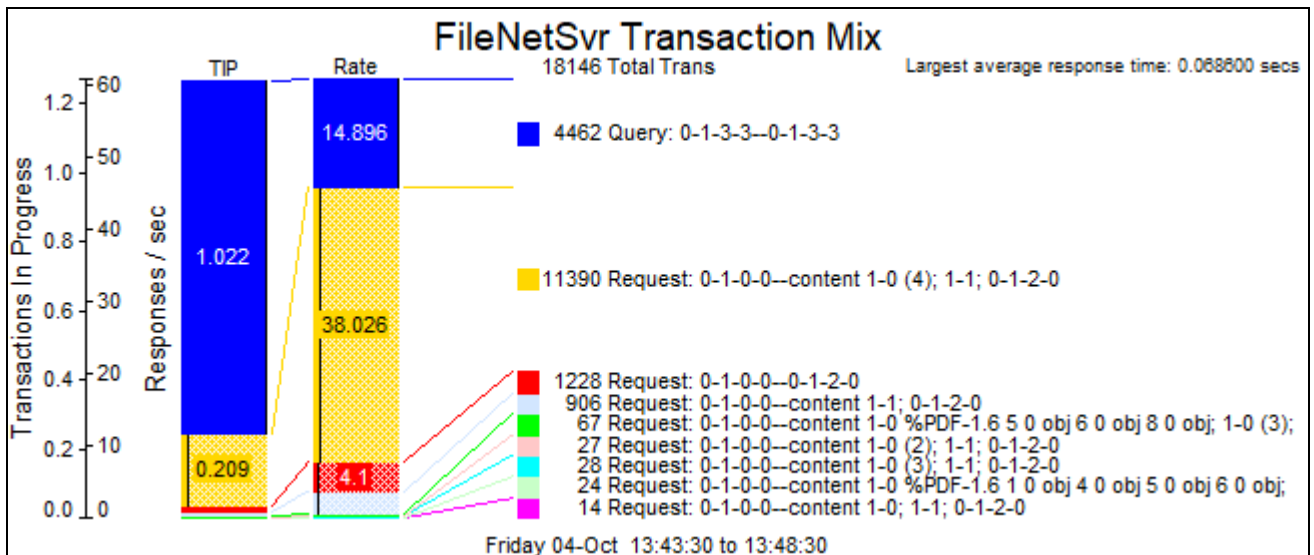 FileNetSvr Transaction Mix
TIP
Rate
18146 Total Trans
Largest average response time: 0.068600 secs
Transactions In Progress
1.2
1.0
0.8
0.6
0.4
0.2
0.0
Responses / sec
60
50
40
30
20
10
0
1.022
0.209
14.896
38.026
4.1
4462 Query: 0-1-3-3--0-1-3-3
11390 Request: 0-1-0-0--content 1-0 (4); 1-1; 0-1-2-0
1228 Request: 0-1-0-0--0-1-2-0
906 Request: 0-1-0-0--content 1-1; 0-1-2-0
67 Request: 0-1-0-0--content 1-0 %PDF-1.6 5 0 obj 6 0 obj 8 0 obj; 1-0 (3);
27 Request: 0-1-0-0--content 1-0 (2); 1-1; 0-1-2-0
28 Request: 0-1-0-0--content 1-0 (3); 1-1; 0-1-2-0
24 Request: 0-1-0-0--content 1-0 %PDF-1.6 1 0 obj 4 0 obj 5 0 obj 6 0 obj;
14 Request: 0-1-0-0--content 1-0; 1-1; 0-1-2-0
Friday 04-Oct 13:43:30 to 13:48:30